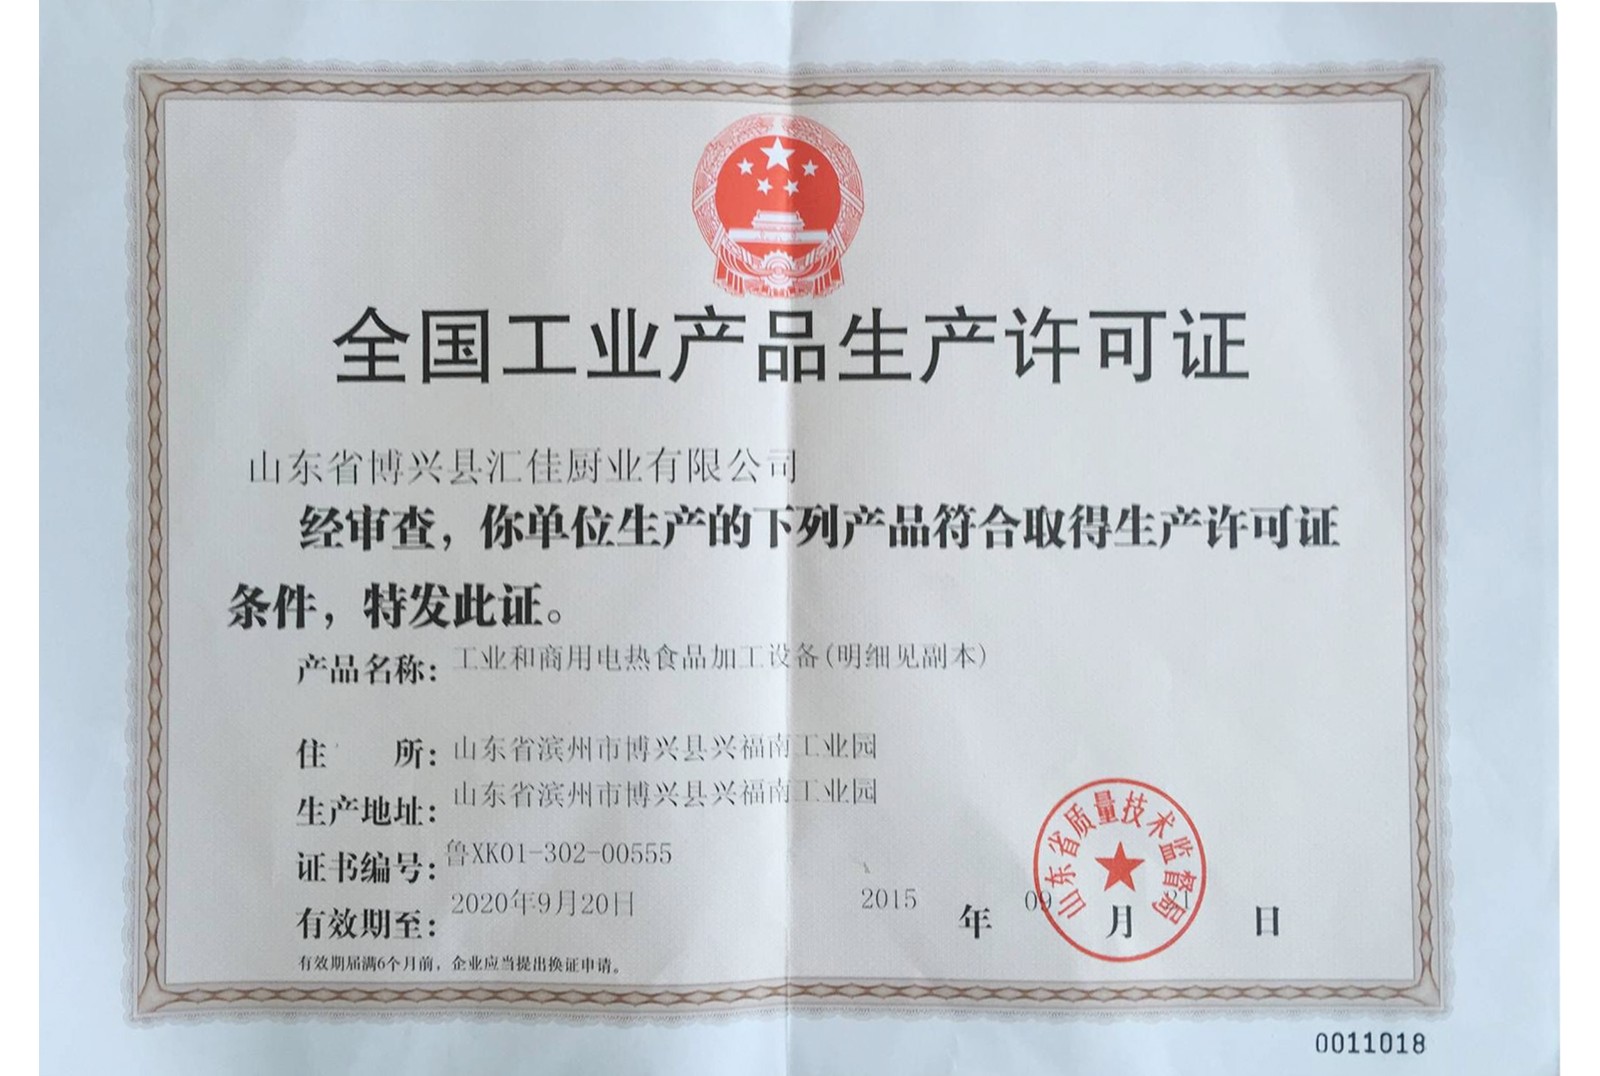 全国工业产品生产许可证
山东省博兴县汇佳厨业有限公司
经审查，你单位生产的下列产品符合取得生产许可证
条件，特发此证。
产品名称：工业和商用电热食品加工设备(明细见副本)
住 所：山东省滨州市博兴县兴福南工业园
生产地址：山东省滨州市博兴县兴福南工业园
证书编号：鲁XK01-302-00555
有效期至：2020年9月20日
2015 年 09 月 21 日
山东省质量技术监督局
有效期届满6个月前，企业应当提出换证申请。
0011018